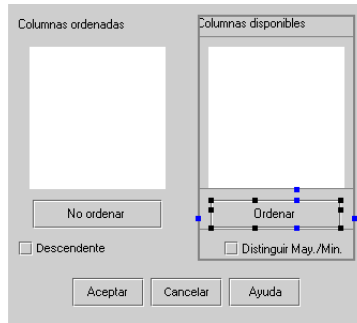 Columnas ordenadas
Columnas disponibles
No ordenar
Ordenar
Descendente
Distinguir May./Min.
Aceptar
Cancelar
Ayuda